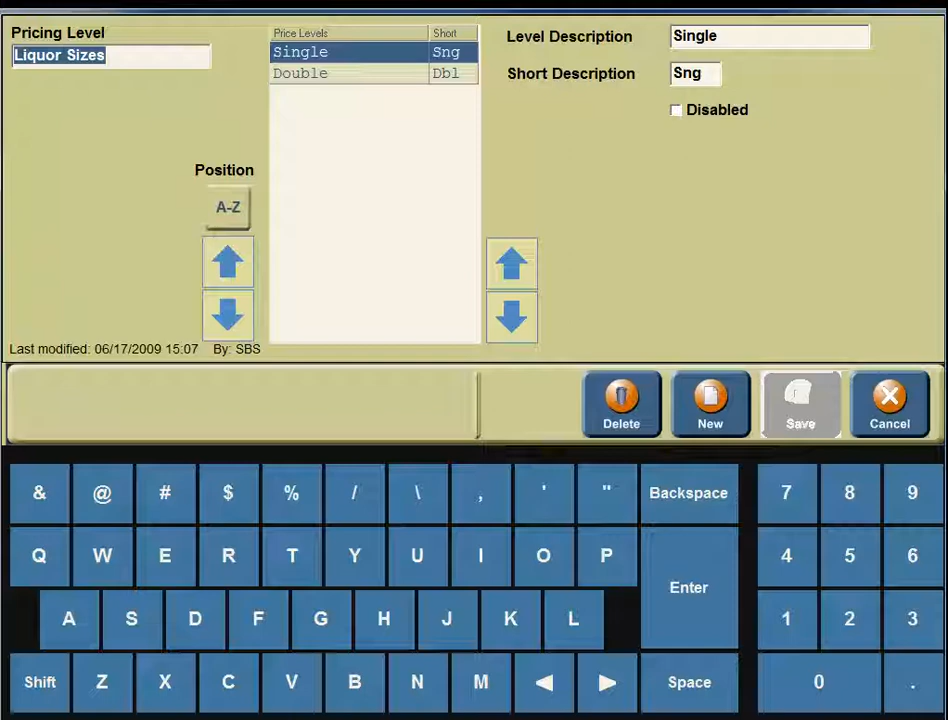 Pricing Level
Liquor Sizes
Price Levels Short
Single Sng
Double Dbl
Level Description Single
Short Description Sng
Disabled
Position
A-Z
Last modified: 06/17/2009 15:07 By: SBS
Delete New Save Cancel
& @ # $ % / \ , ' " Backspace 7 8 9
Q W E R T Y U I O P Enter 4 5 6
A S D F G H J K L 1 2 3
Shift Z X C V B N M Space 0 .